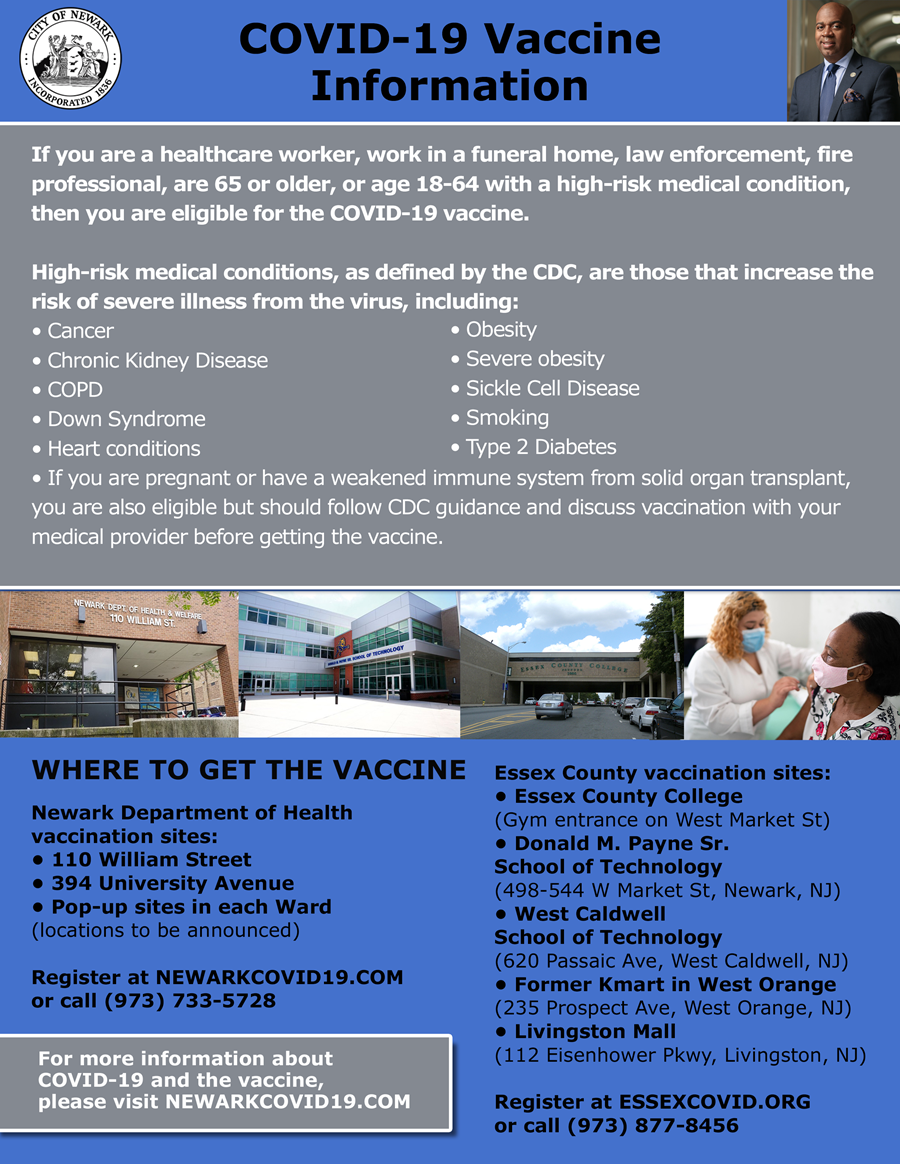 CITY OF NEWARK
INCORPORATED 1836
COVID-19 Vaccine
Information
If you are a healthcare worker, work in a funeral home, law enforcement, fire
professional, are 65 or older, or age 18-64 with a high-risk medical condition,
then you are eligible for the COVID-19 vaccine.
High-risk medical conditions, as defined by the CDC, are those that increase the
risk of severe illness from the virus, including:
• Cancer
• Chronic Kidney Disease
• COPD
• Down Syndrome
• Heart conditions
• Obesity
• Severe obesity
• Sickle Cell Disease
• Smoking
• Type 2 Diabetes
• If you are pregnant or have a weakened immune system from solid organ transplant,
you are also eligible but should follow CDC guidance and discuss vaccination with your
medical provider before getting the vaccine.
NEWARK DEPT. OF HEALTH & WELFARE
110 WILLIAM ST.
SCHOOL OF TECHNOLOGY
ESSEX COUNTY COLLEGE
WHERE TO GET THE VACCINE
Newark Department of Health
vaccination sites:
• 110 William Street
• 394 University Avenue
• Pop-up sites in each Ward
(locations to be announced)
Register at NEWARKCOVID19.COM
or call (973) 733-5728
For more information about
COVID-19 and the vaccine,
please visit NEWARKCOVID19.COM
Essex County vaccination sites:
• Essex County College
(Gym entrance on West Market St)
• Donald M. Payne Sr.
School of Technology
(498-544 W Market St, Newark, NJ)
• West Caldwell
School of Technology
(620 Passaic Ave, West Caldwell, NJ)
• Former Kmart in West Orange
(235 Prospect Ave, West Orange, NJ)
• Livingston Mall
(112 Eisenhower Pkwy, Livingston, NJ)
Register at ESSEXCOVID.ORG
or call (973) 877-8456